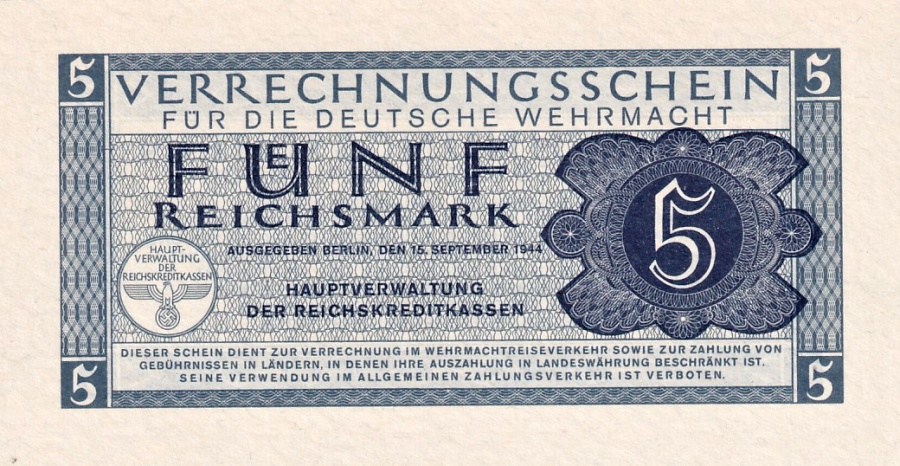 5 5
VERRECHNUNGSSCHEIN
FÜR DIE DEUTSCHE WEHRMACHT
FUENF
REICHSMARK
5
AUSGEGEBEN BERLIN, DEN 15. SEPTEMBER 1944
HAUPT-
VERWALTUNG
DER
REICHSKREDITKASSEN
HAUPTVERWALTUNG
DER REICHSKREDITKASSEN
DIESER SCHEIN DIENT ZUR VERRECHNUNG IM WEHRMACHTREISEVERKEHR SOWIE ZUR ZAHLUNG VON
GEBÜHRNISSEN IN LÄNDERN, IN DENEN IHRE AUSZAHLUNG IN LANDESWÄHRUNG BESCHRÄNKT IST.
SEINE VERWENDUNG IM ALLGEMEINEN ZAHLUNGSVERKEHR IST VERBOTEN.
5 5